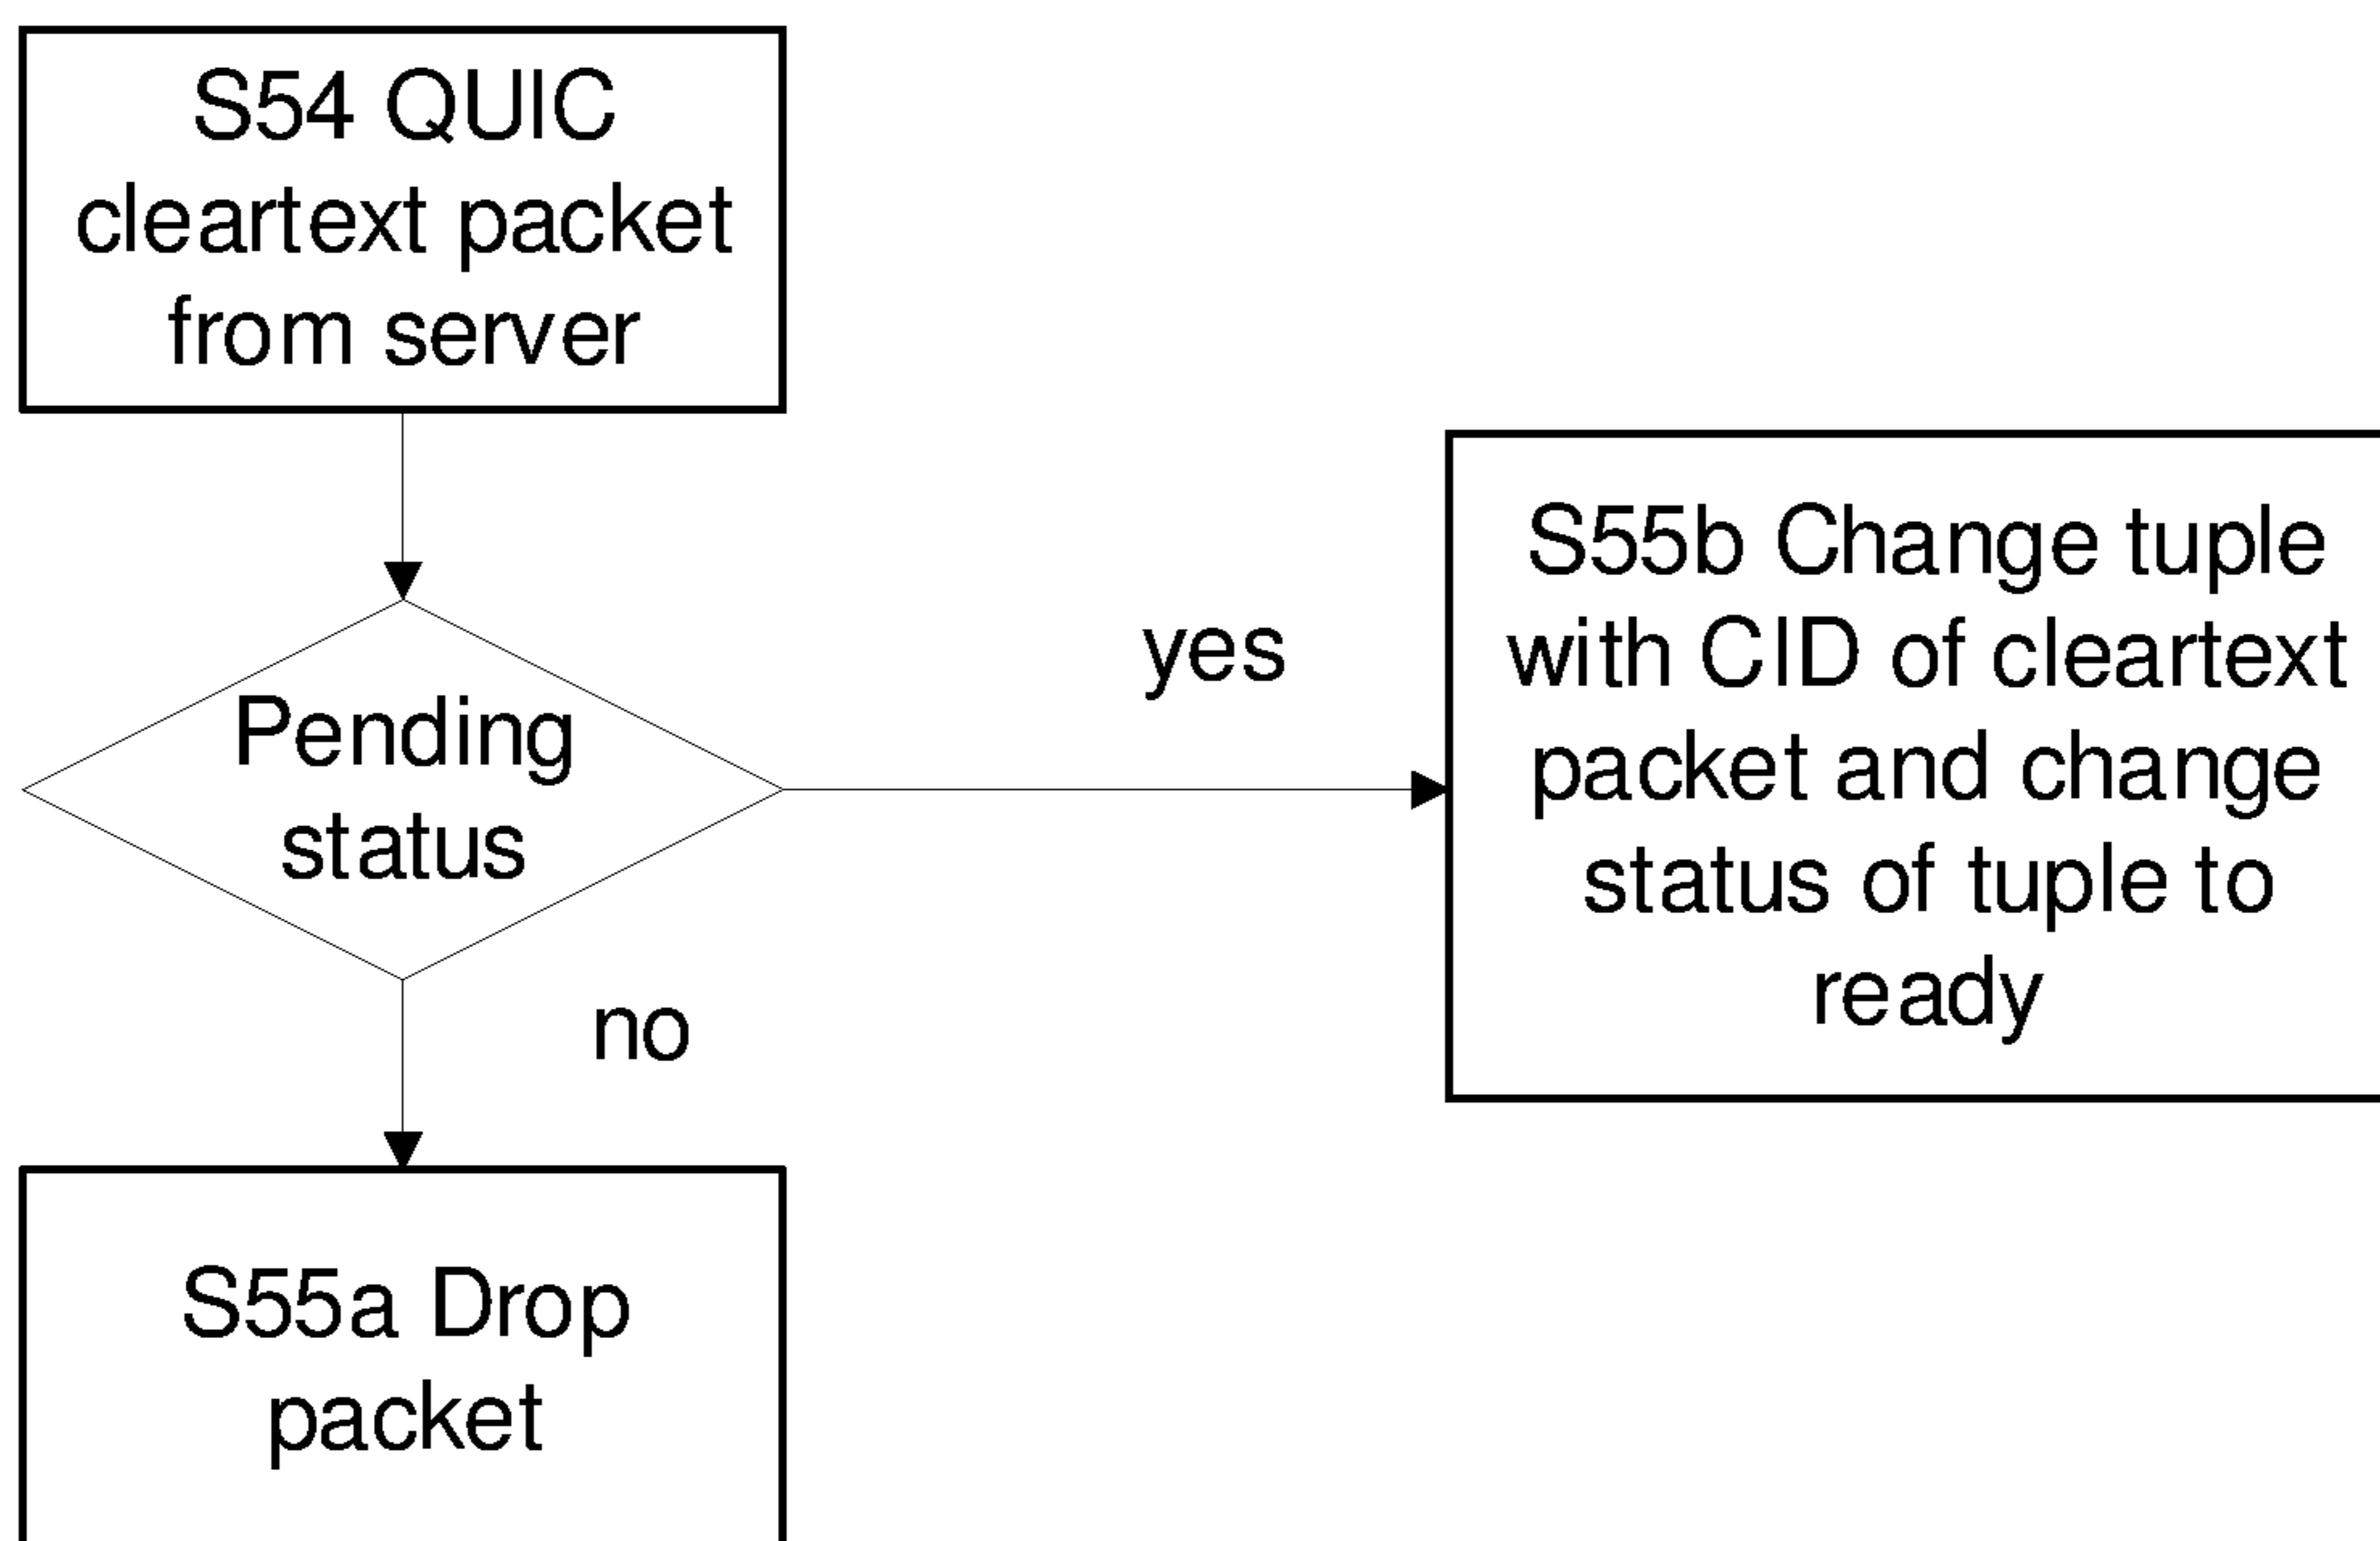 S54 QUIC
cleartext packet
from server
Pending
status
yes
S55b Change tuple
with CID of cleartext
packet and change
status of tuple to
ready
no
S55a Drop
packet